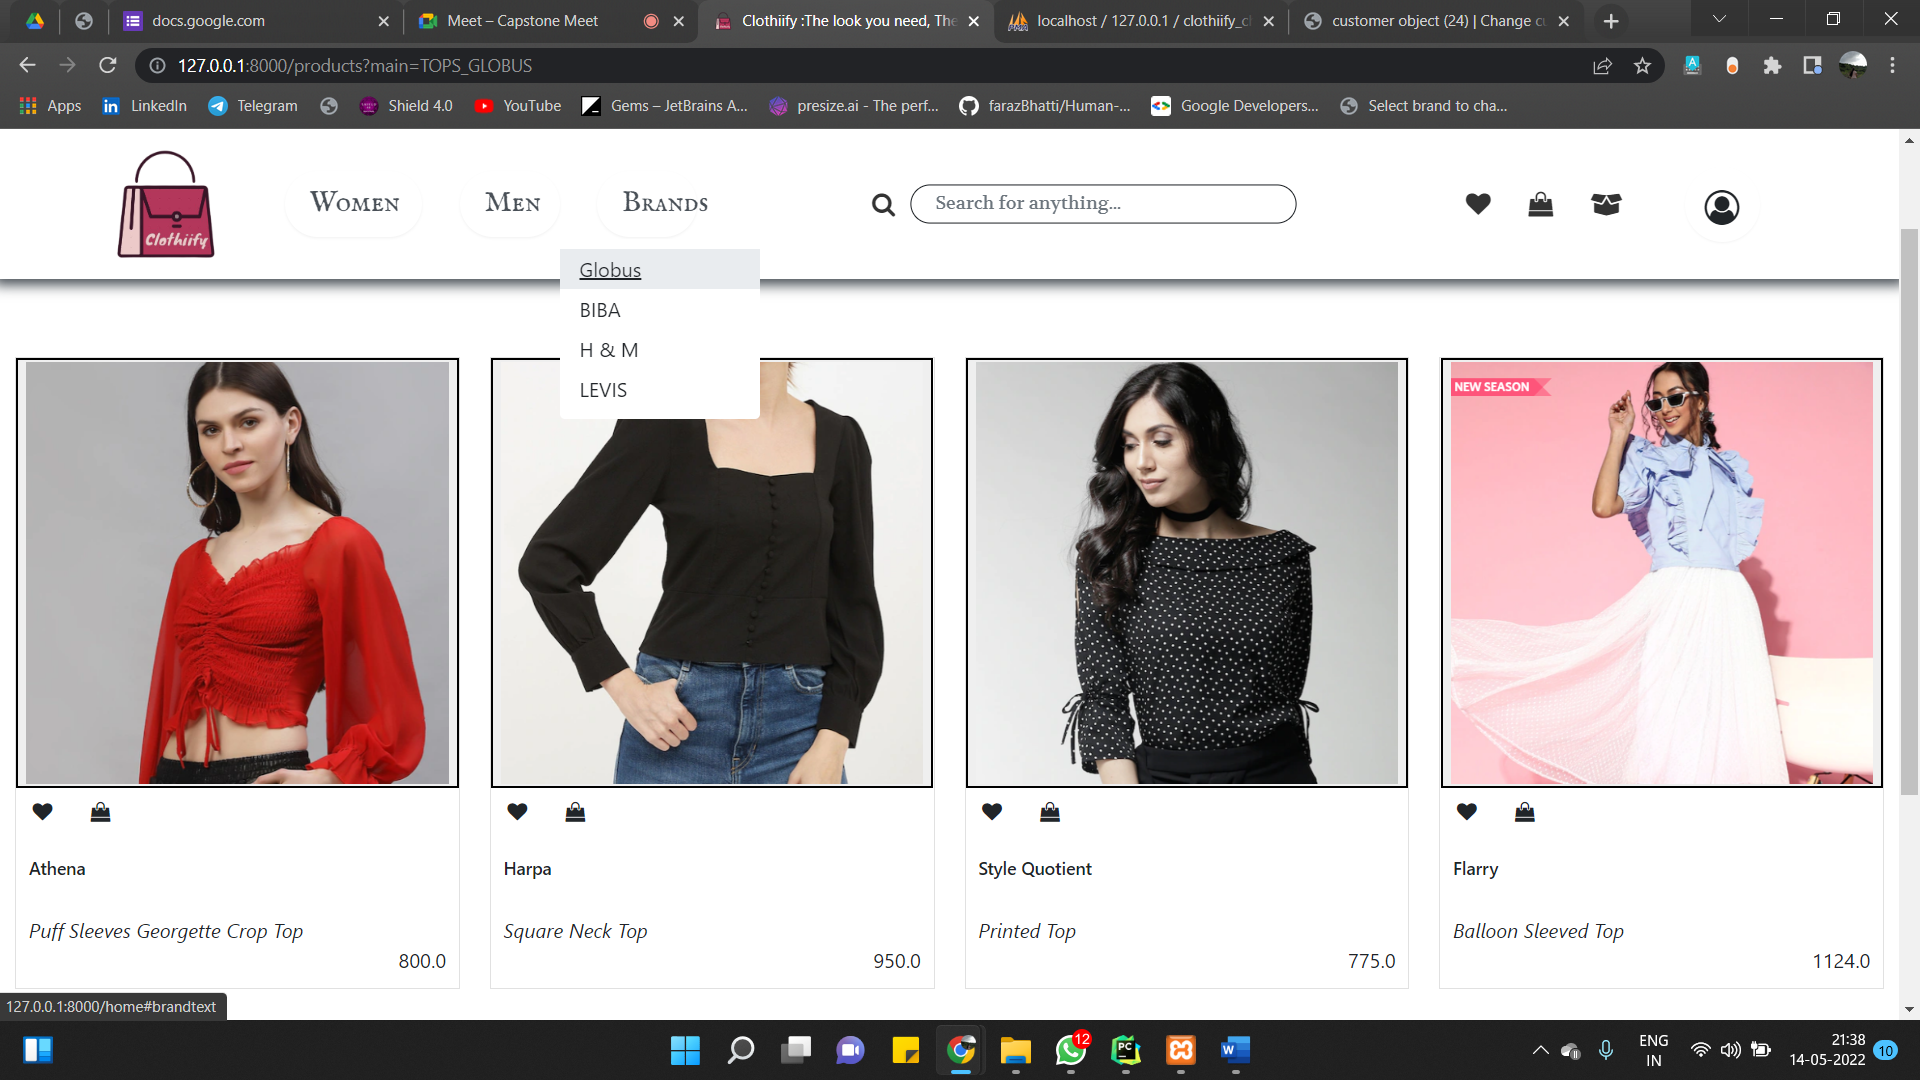 docs.google.com
Meet – Capstone Meet
Clothiify :The look you need, The
localhost / 127.0.0.1 / clothiify_cl
customer object (24) | Change cu
127.0.0.1:8000/products?main=TOPS_GLOBUS
Apps
LinkedIn
Telegram
Shield 4.0
YouTube
Gems – JetBrains A...
presize.ai - The perf...
farazBhatti/Human-...
Google Developers...
Select brand to cha...
Clothiify
Women
Men
Brands
Search for anything...
Globus
BIBA
H & M
LEVIS
NEW SEASON
Athena
Harpa
Style Quotient
Flarry
Puff Sleeves Georgette Crop Top
Square Neck Top
Printed Top
Balloon Sleeved Top
800.0
950.0
775.0
1124.0
127.0.0.1:8000/home#brandtext
12
PC
W
ENG
IN
21:38
14-05-2022
10